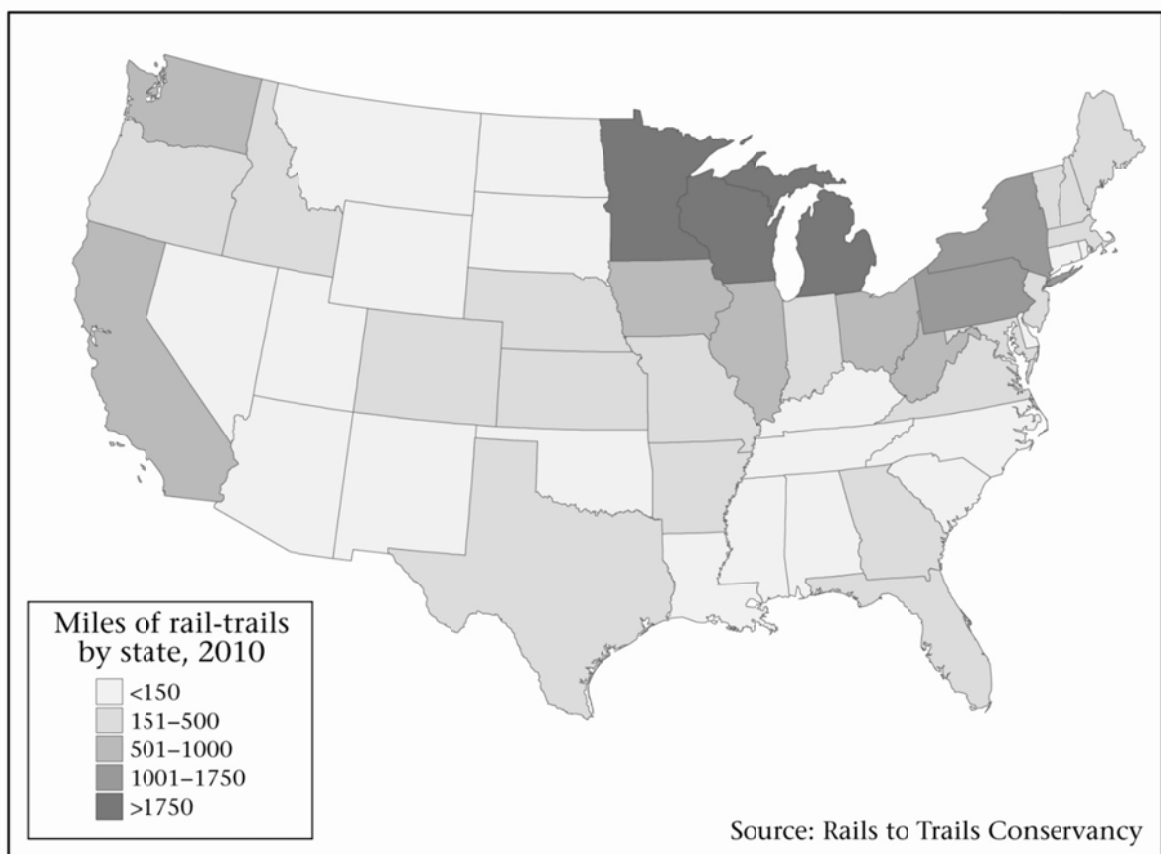 Miles of rail-trails
by state, 2010
<150
151–500
501–1000
1001–1750
>1750
Source: Rails to Trails Conservancy